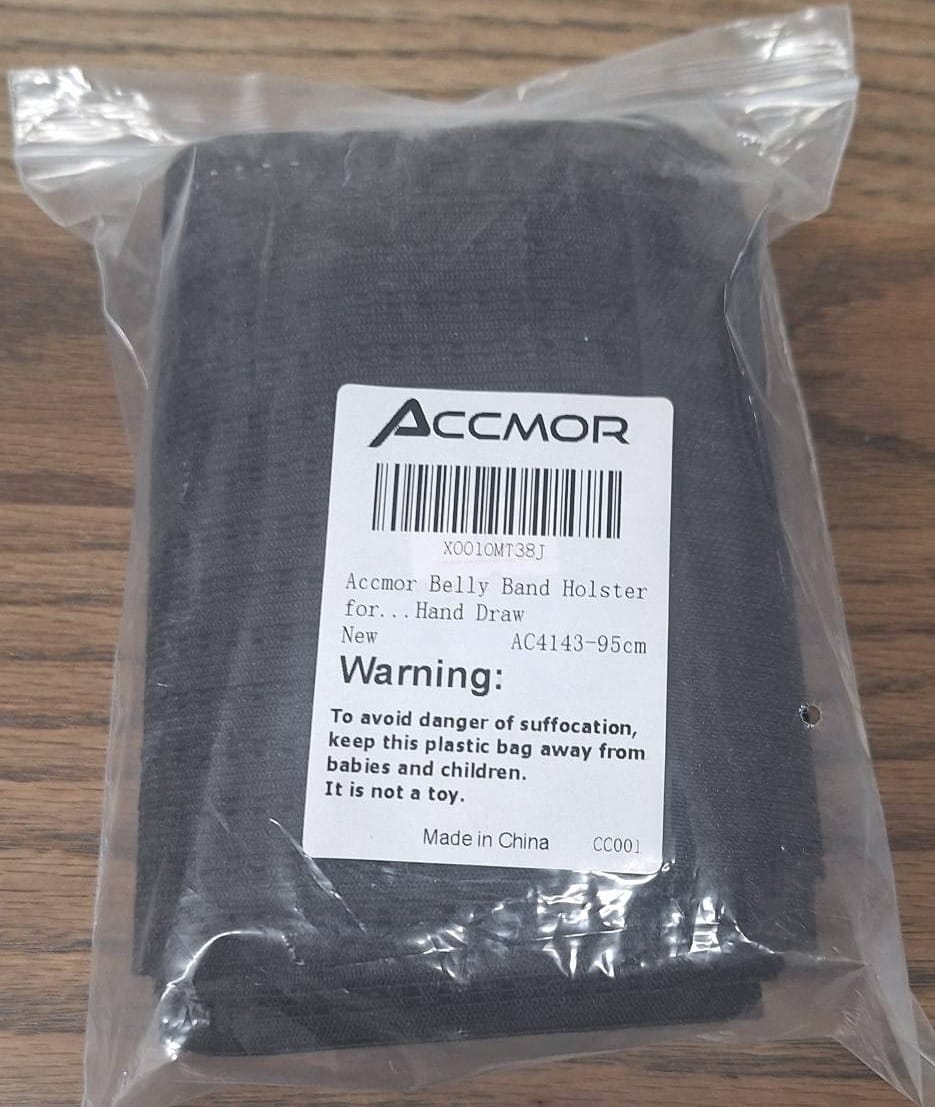 ACCMOR
X0010MT38J
Accmor Belly Band Holster
for...Hand Draw
New AC4143-95cm
Warning:
To avoid danger of suffocation,
keep this plastic bag away from
babies and children.
It is not a toy.
Made in China CC001